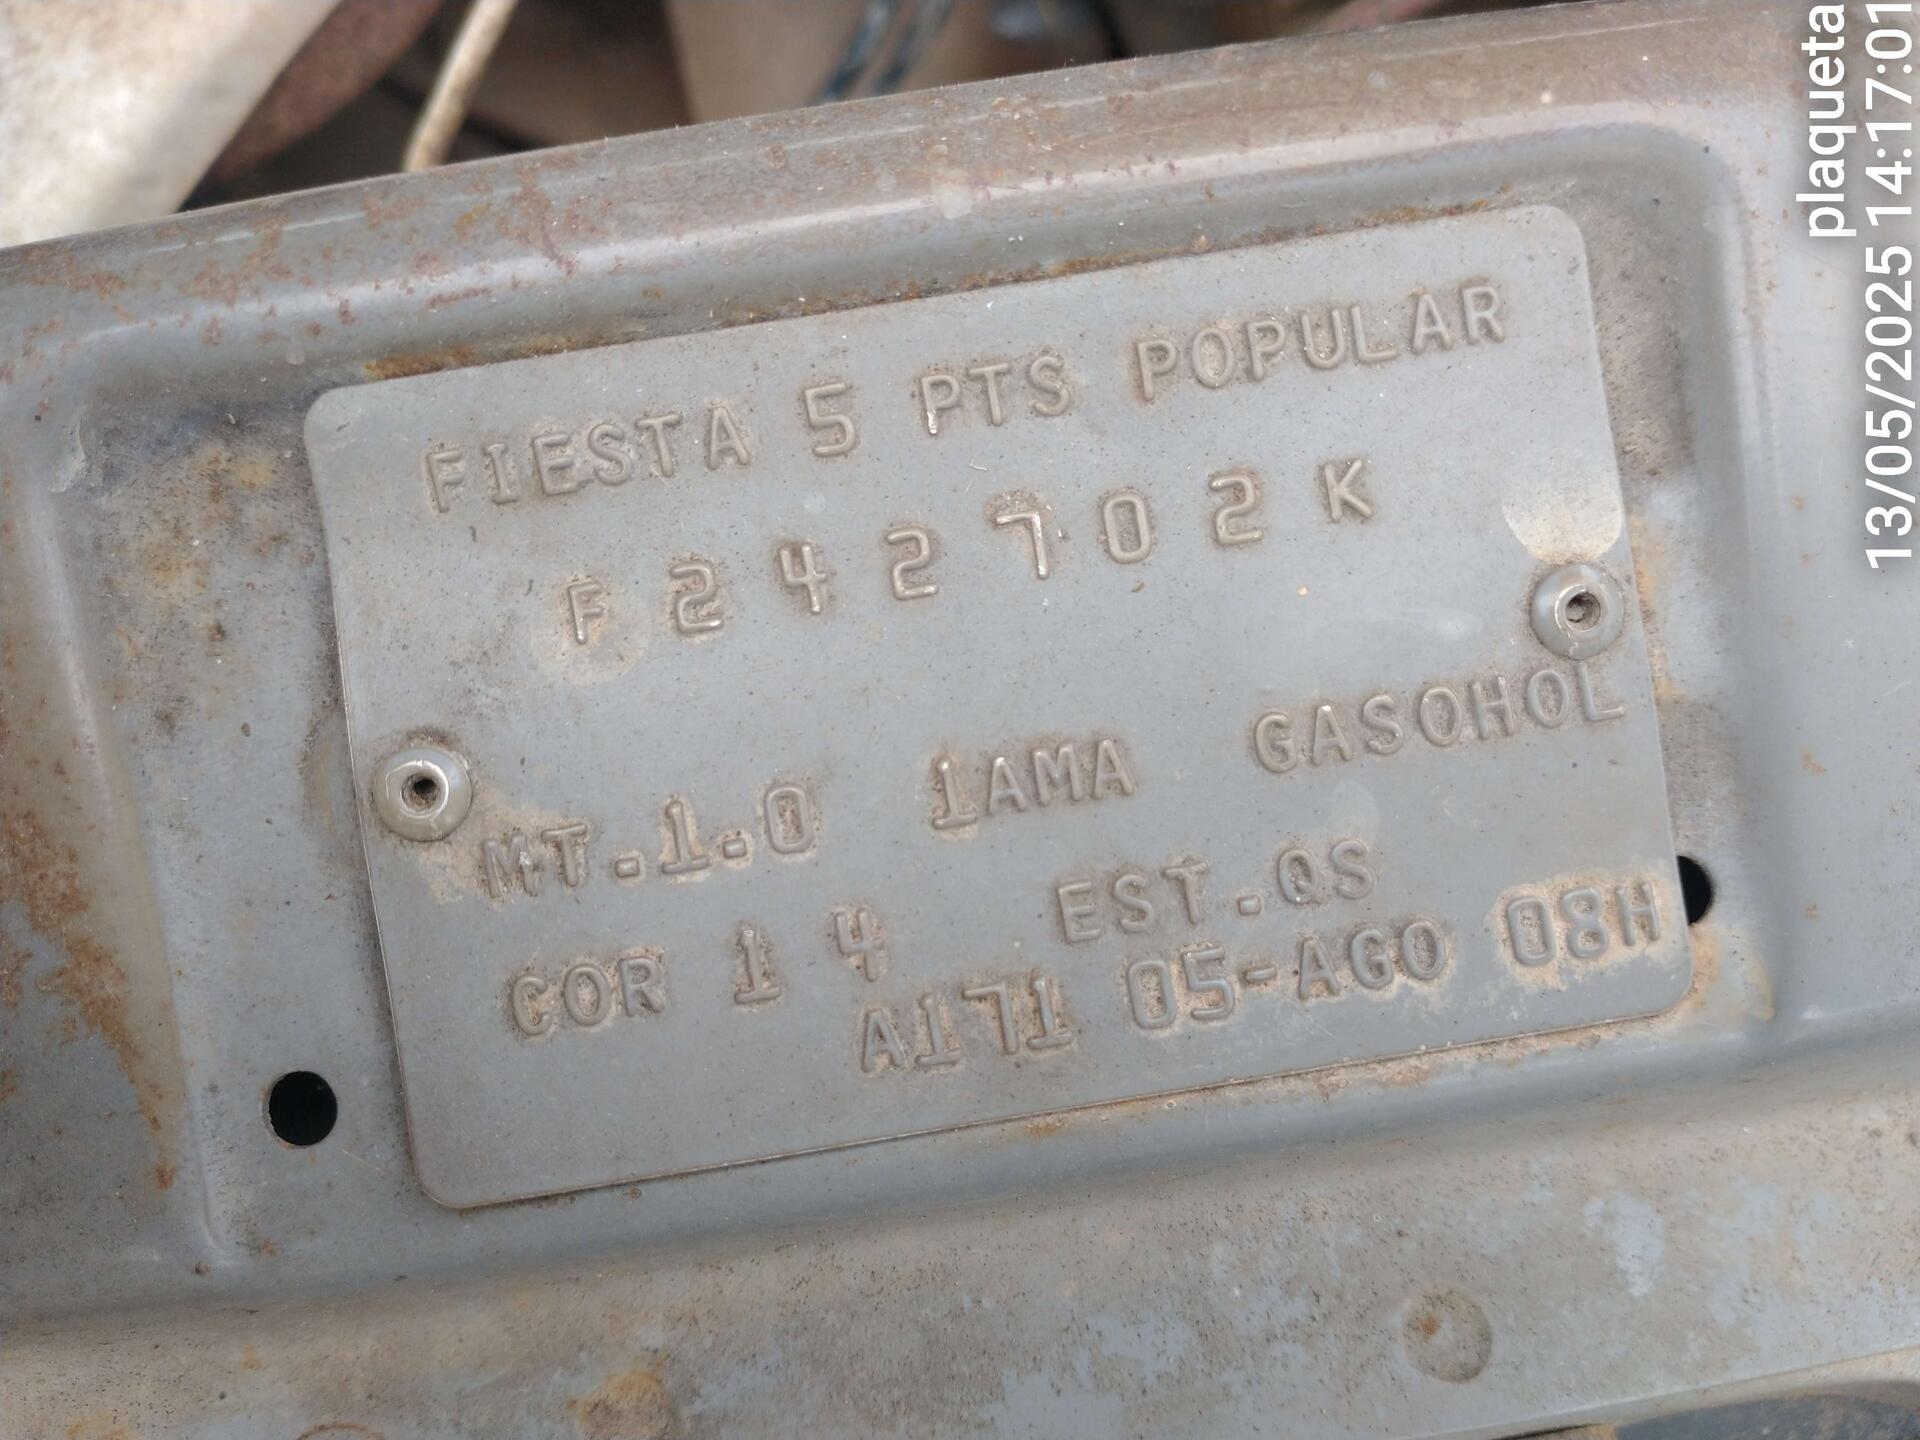 FIESTA 5 PTS POPULAR
F 2 4 2 7 0 2 K
MT.1.0 1AMA GASOHOL
COR 1 4 EST.QS
A171 05-AGO 08H
plaqueta
13/05/2025 14:17:01